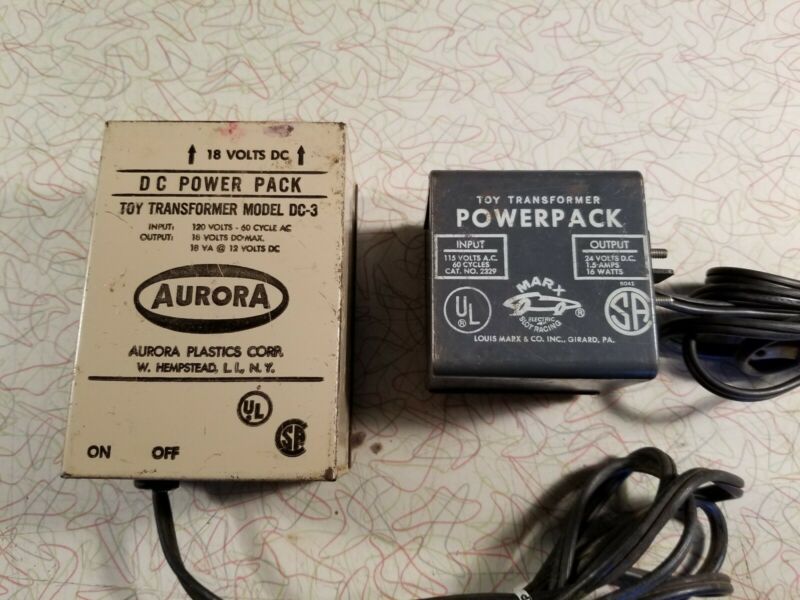 18 VOLTS DC
DC POWER PACK
TOY TRANSFORMER MODEL DC-3
INPUT: 120 VOLTS - 60 CYCLE AC
OUTPUT: 18 VOLTS DC-MAX.
18 VA @ 12 VOLTS DC
AURORA
AURORA PLASTICS CORP.
W. HEMPSTEAD, L. I., N. Y.
UL
SA
ON OFF
TOY TRANSFORMER
POWERPACK
INPUT
115 VOLTS A.C.
60 CYCLES
CAT. NO. 2329
OUTPUT
24 VOLTS D.C.
1.5-AMPS
16 WATTS
UL
®
MARX
ELECTRIC
SLOT RACING
®
SA
LOUIS MARX & CO. INC., GIRARD, PA.